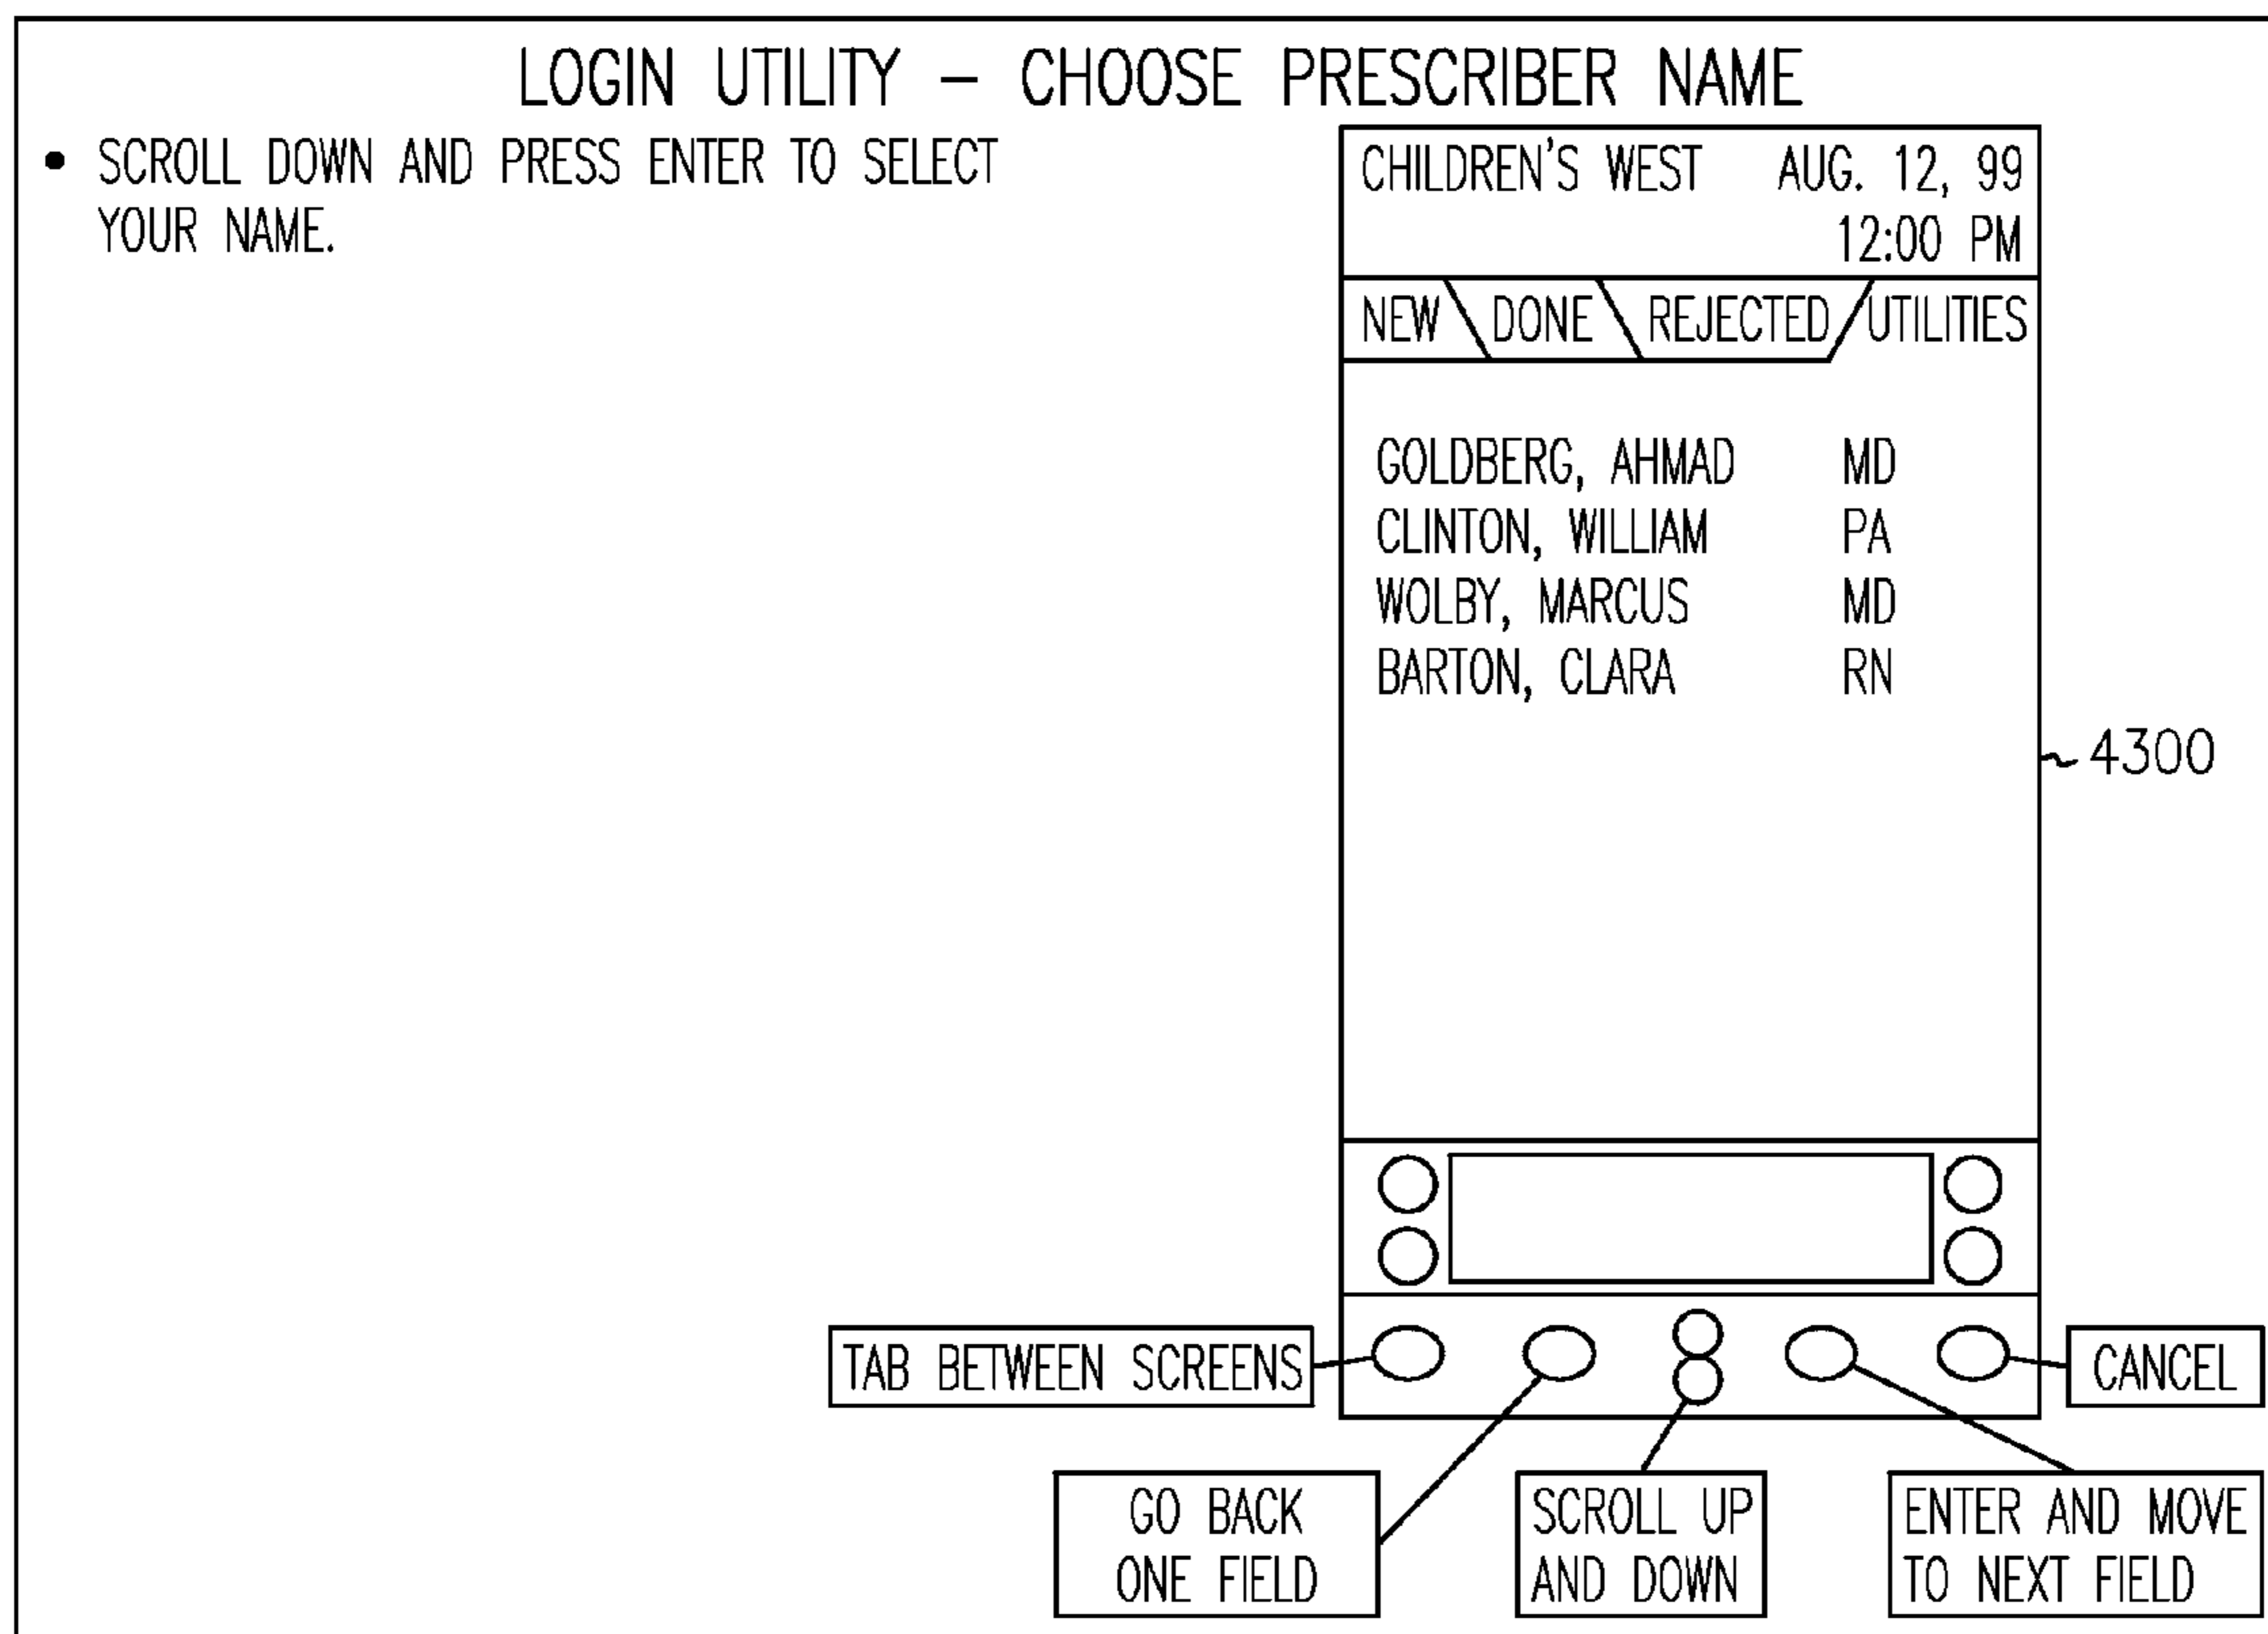 LOGIN UTILITY – CHOOSE PRESCRIBER NAME
• SCROLL DOWN AND PRESS ENTER TO SELECT
YOUR NAME.
CHILDREN'S WEST AUG. 12, 99
12:00 PM
NEW DONE REJECTED UTILITIES
GOLDBERG, AHMAD MD
CLINTON, WILLIAM PA
WOLBY, MARCUS MD
BARTON, CLARA RN
4300
TAB BETWEEN SCREENS
CANCEL
GO BACK
ONE FIELD
SCROLL UP
AND DOWN
ENTER AND MOVE
TO NEXT FIELD